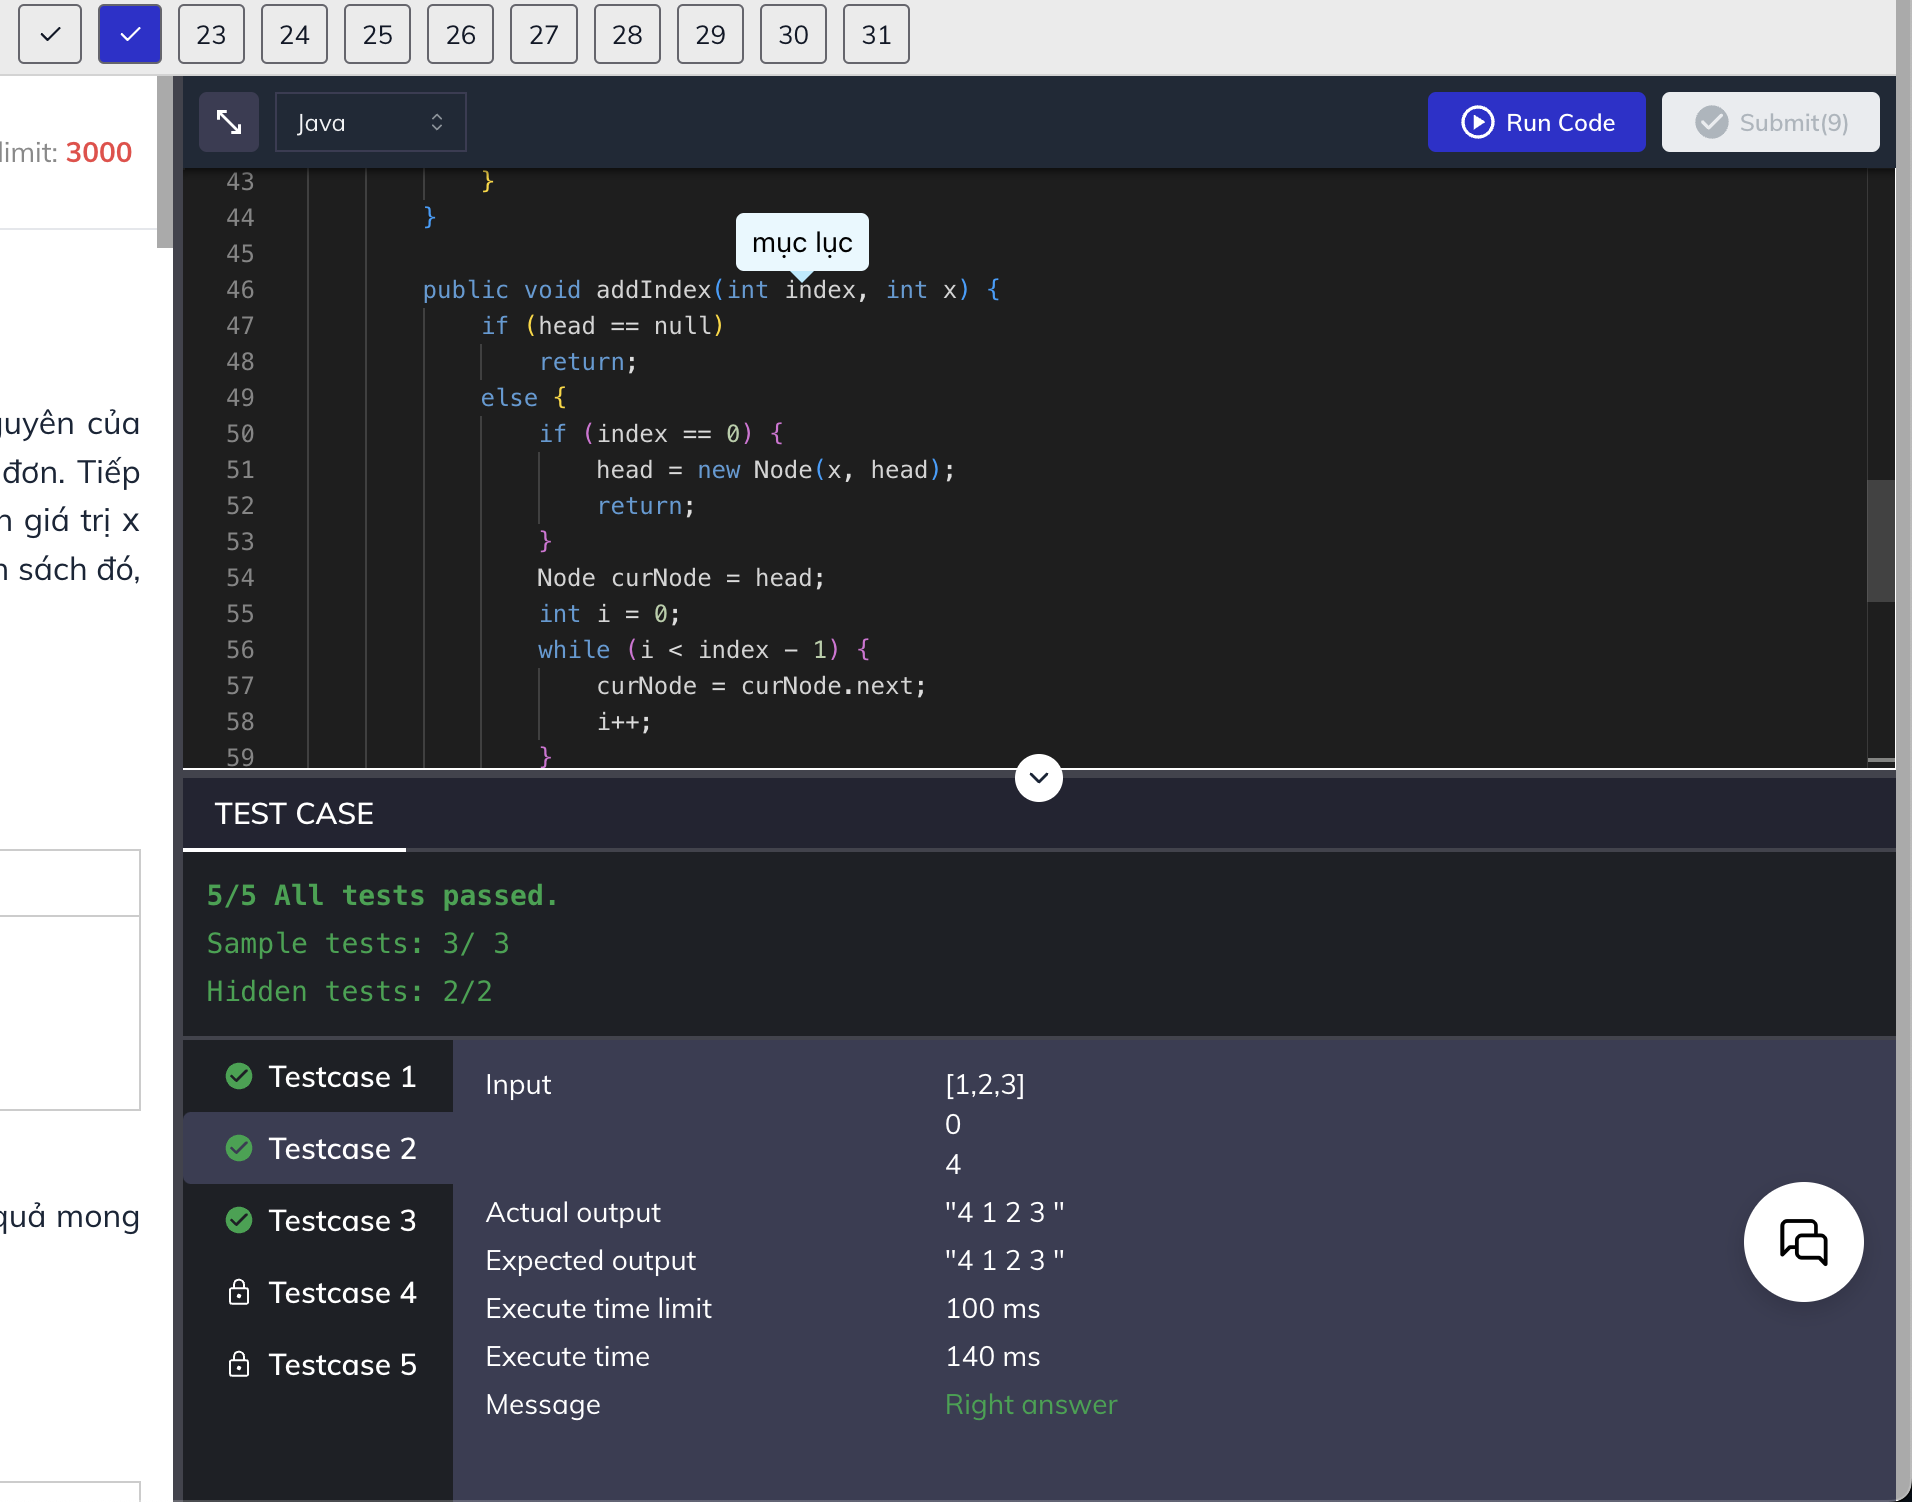 23 24 25 26 27 28 29 30 31
limit: 3000
Java
Run Code
Submit(9)
của
đơn. Tiếp
giá trị x
sách đó,
quả mong
43 }
44 }
45
mục lục
46 public void addIndex(int index, int x) {
47 if (head == null)
48 return;
49 else {
50 if (index == 0) {
51 head = new Node(x, head);
52 return;
53 }
54 Node curNode = head;
55 int i = 0;
56 while (i < index - 1) {
57 curNode = curNode.next;
58 i++;
59 }
TEST CASE
5/5 All tests passed.
Sample tests: 3/ 3
Hidden tests: 2/2
Testcase 1
Testcase 2
Testcase 3
Testcase 4
Testcase 5
Input [1,2,3]
0
4
Actual output "4 1 2 3 "
Expected output "4 1 2 3 "
Execute time limit 100 ms
Execute time 140 ms
Message Right answer